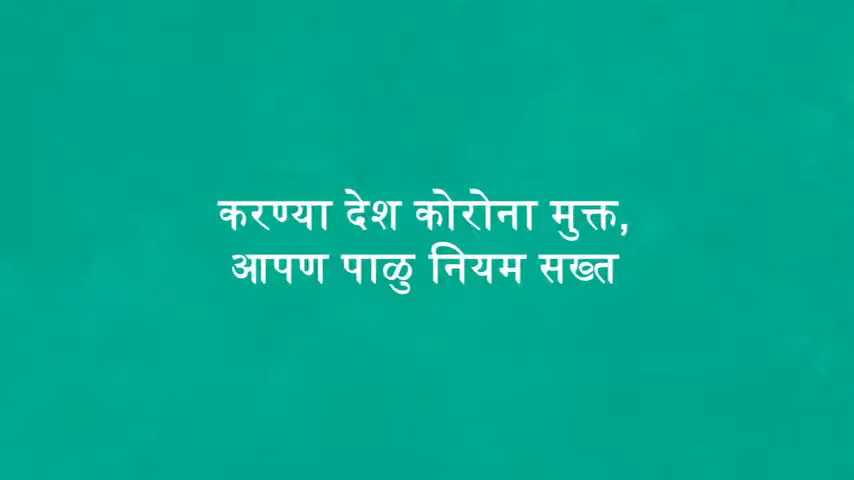 करण्या देश कोरोना मुक्त,
आपण पाळु नियम सख्त